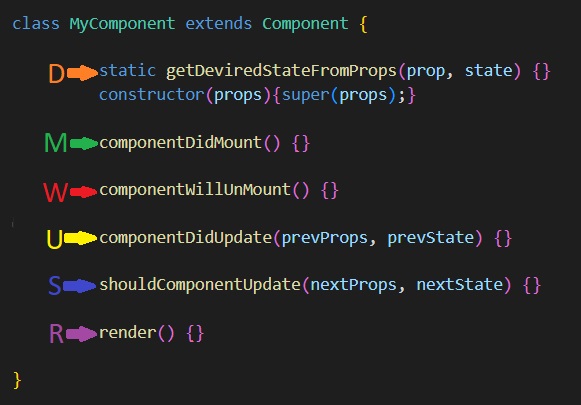 class MyComponent extends Component {
D static getDeviredStateFromProps(prop, state) {}
constructor(props){super(props);}
M componentDidMount() {}
W componentWillUnMount() {}
U componentDidUpdate(prevProps, prevState) {}
S shouldComponentUpdate(nextProps, nextState) {}
R render() {}
}